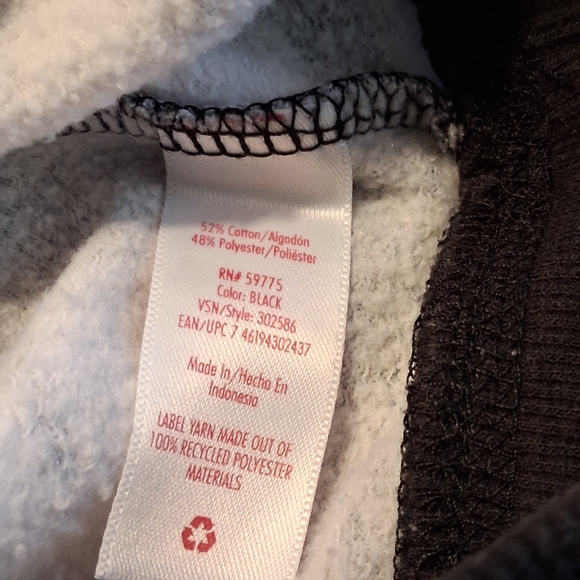 52% Cotton/Algodón
48% Polyester/Poliéster
RN# 59775
Color: BLACK
VSN/Style: 302586
EAN/UPC 7 46194302437
Made In/Hecho En
Indonesia
LABEL YARN MADE OUT OF
100% RECYCLED POLYESTER
MATERIALS